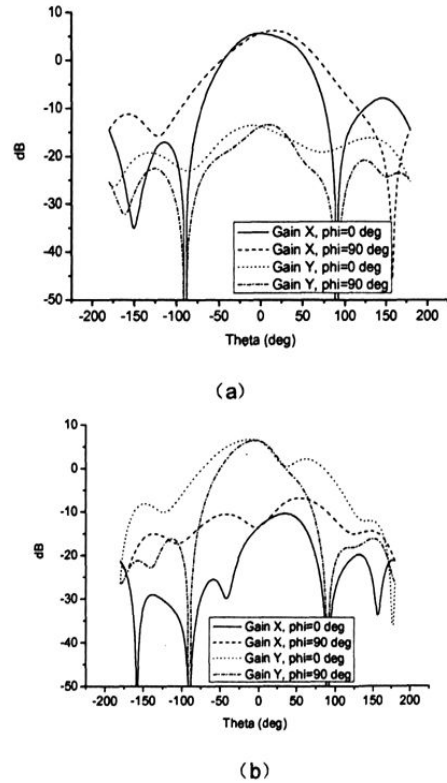 10
0
-10
-20
-30
-40
-50
dB
Gain X, phi=0 deg
Gain X, phi=90 deg
Gain Y, phi=0 deg
Gain Y, phi=90 deg
-200 -150 -100 -50 0 50 100 150 200
Theta (deg)
(a)
20
10
0
-10
-20
-30
-40
-50
dB
Gain X, phi=0 deg
Gain X, phi=90 deg
Gain Y, phi=0 deg
Gain Y, phi=90 deg
-200 -150 -100 -50 0 50 100 150 200
Theta (deg)
(b)